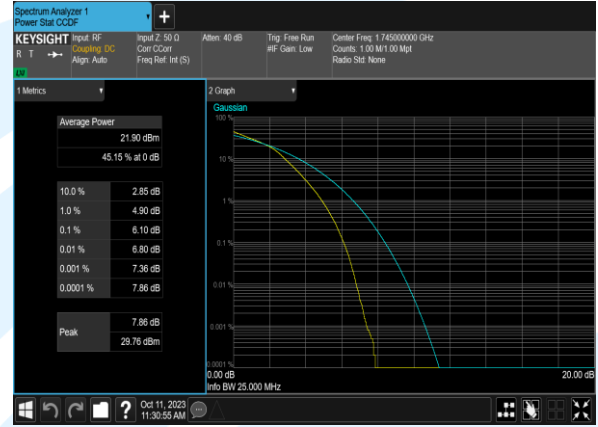 Spectrum Analyzer 1
Power Stat CCDF
+
KEYSIGHT
R T
LXI
Input: RF
Coupling: DC
Align: Auto
Input Z: 50 Ω
Corr CCorr
Freq Ref: Int (S)
Atten: 40 dB
Trig: Free Run
#IF Gain: Low
Center Freq: 1.745000000 GHz
Counts: 1.00 M/1.00 Mpt
Radio Std: None
1 Metrics
Average Power
21.90 dBm
45.15 % at 0 dB
10.0 % 2.85 dB
1.0 % 4.90 dB
0.1 % 6.10 dB
0.01 % 6.80 dB
0.001 % 7.36 dB
0.0001 % 7.86 dB
Peak
7.86 dB
29.76 dBm
2 Graph
Gaussian
100 %
10 %
1 %
0.1 %
0.01 %
0.001 %
0.0001 %
0.00 dB
20.00 dB
Info BW 25.000 MHz
?
Oct 11, 2023
11:30:55 AM